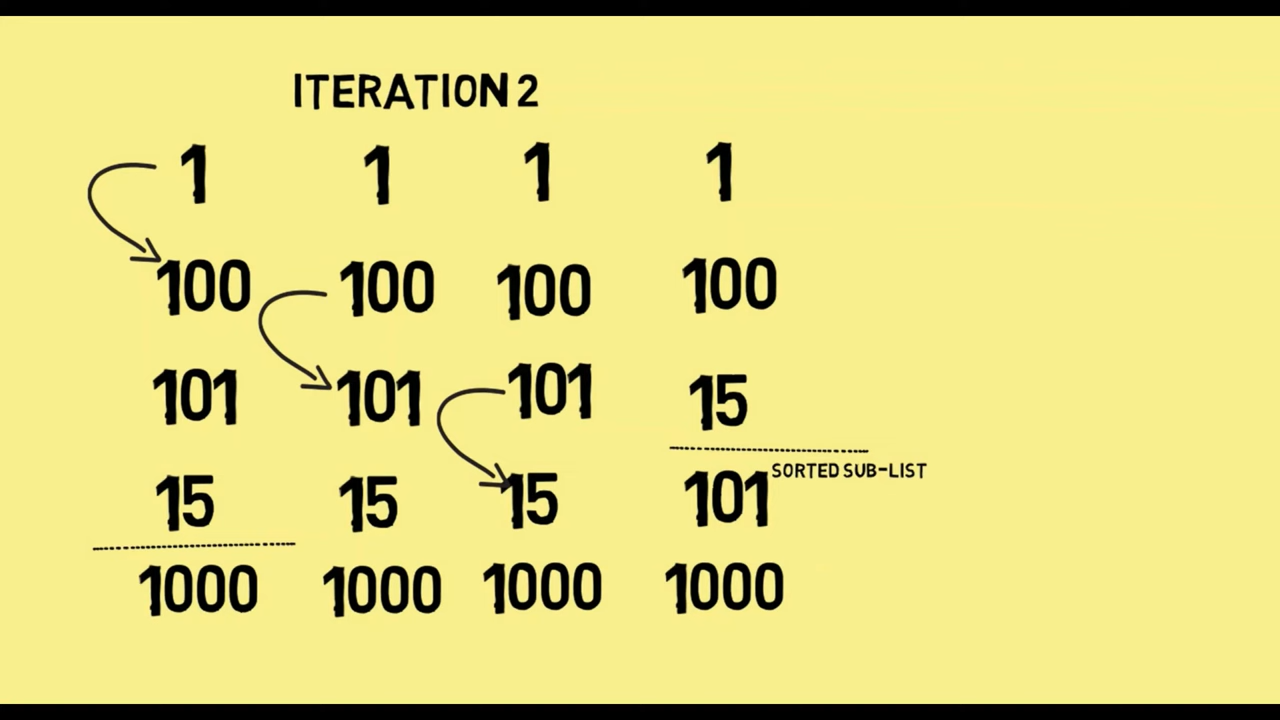 ITERATION 2
1 1 1 1
100 100 100 100
101 101 101 15
15 15 15 101 SORTED SUB-LIST
1000 1000 1000 1000